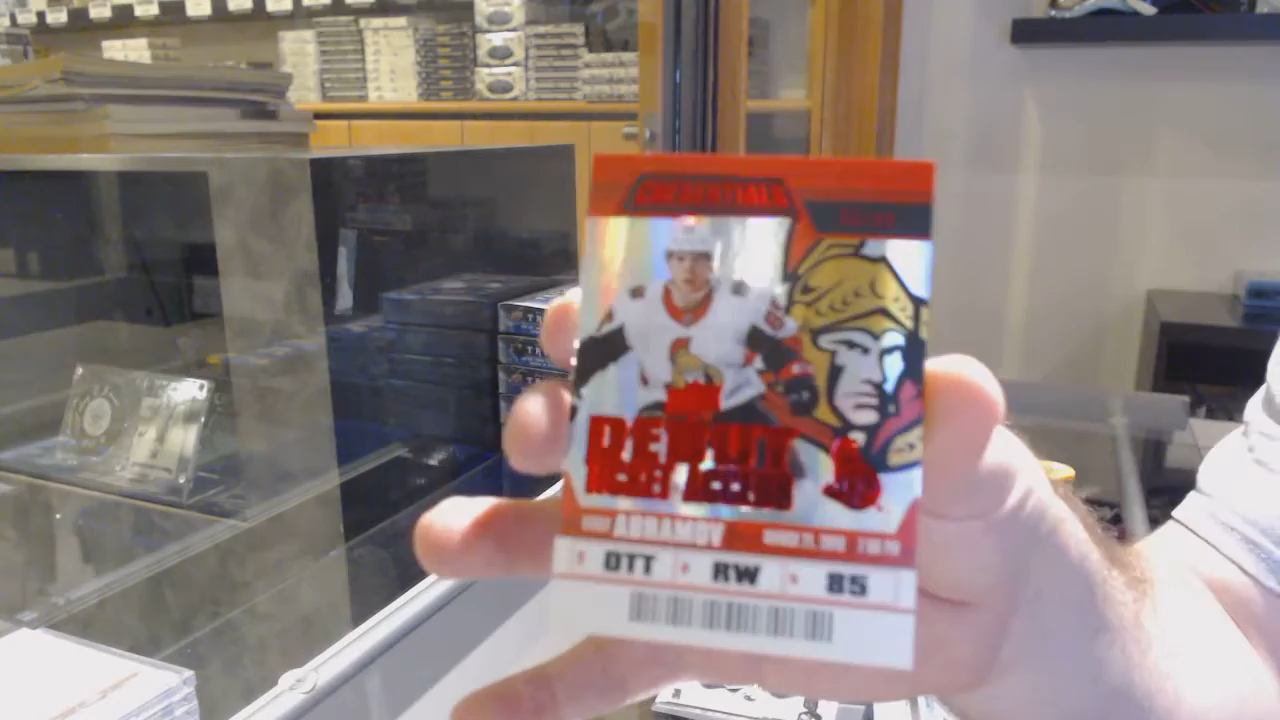 CREDENTIALS
DEBUT
TICKET ACCESS
ABRAMOV
OTT RW 85